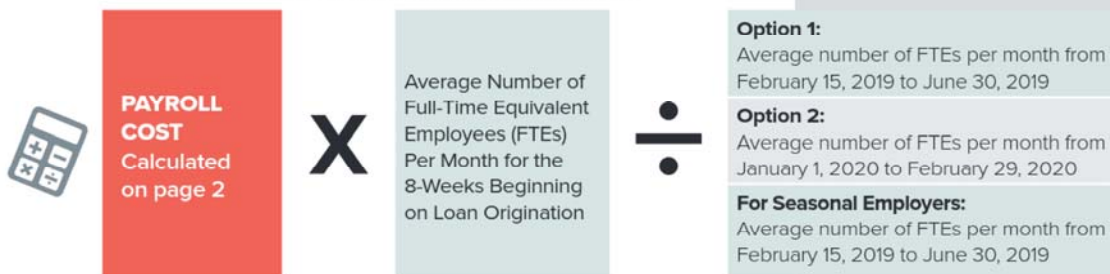 PAYROLL
COST
Calculated
on page 2
X
Average Number of
Full-Time Equivalent
Employees (FTEs)
Per Month for the
8-Weeks Beginning
on Loan Origination
÷
Option 1:
Average number of FTEs per month from
February 15, 2019 to June 30, 2019
Option 2:
Average number of FTEs per month from
January 1, 2020 to February 29, 2020
For Seasonal Employers:
Average number of FTEs per month from
February 15, 2019 to June 30, 2019